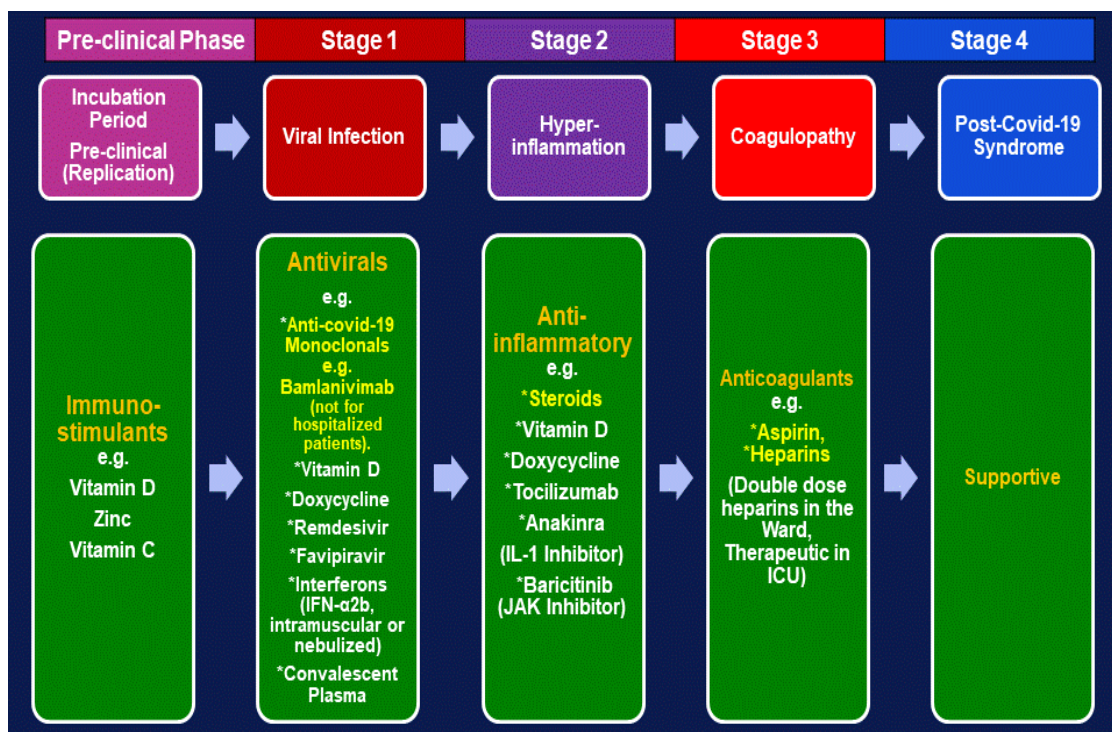 Pre-clinical Phase
Stage 1
Stage 2
Stage 3
Stage 4
Incubation
Period
Pre-clinical
(Replication)
Viral Infection
Hyper-
inflammation
Coagulopathy
Post-Covid-19
Syndrome
Immuno-
stimulants
e.g.
Vitamin D
Zinc
Vitamin C
Antivirals
e.g.
*Anti-covid-19
Monoclonals
e.g.
Bamlanivimab
(not for
hospitalized
patients).
*Vitamin D
*Doxycycline
*Remdesivir
*Favipiravir
*Interferons
(IFN-α2b,
intramuscular or
nebulized)
*Convalescent
Plasma
Anti-
inflammatory
e.g.
*Steroids
*Vitamin D
*Doxycycline
*Tocilizumab
*Anakinra
(IL-1 Inhibitor)
*Baricitinib
(JAK Inhibitor)
Anticoagulants
e.g.
*Aspirin,
*Heparins
(Double dose
heparins in the
Ward,
Therapeutic in
ICU)
Supportive